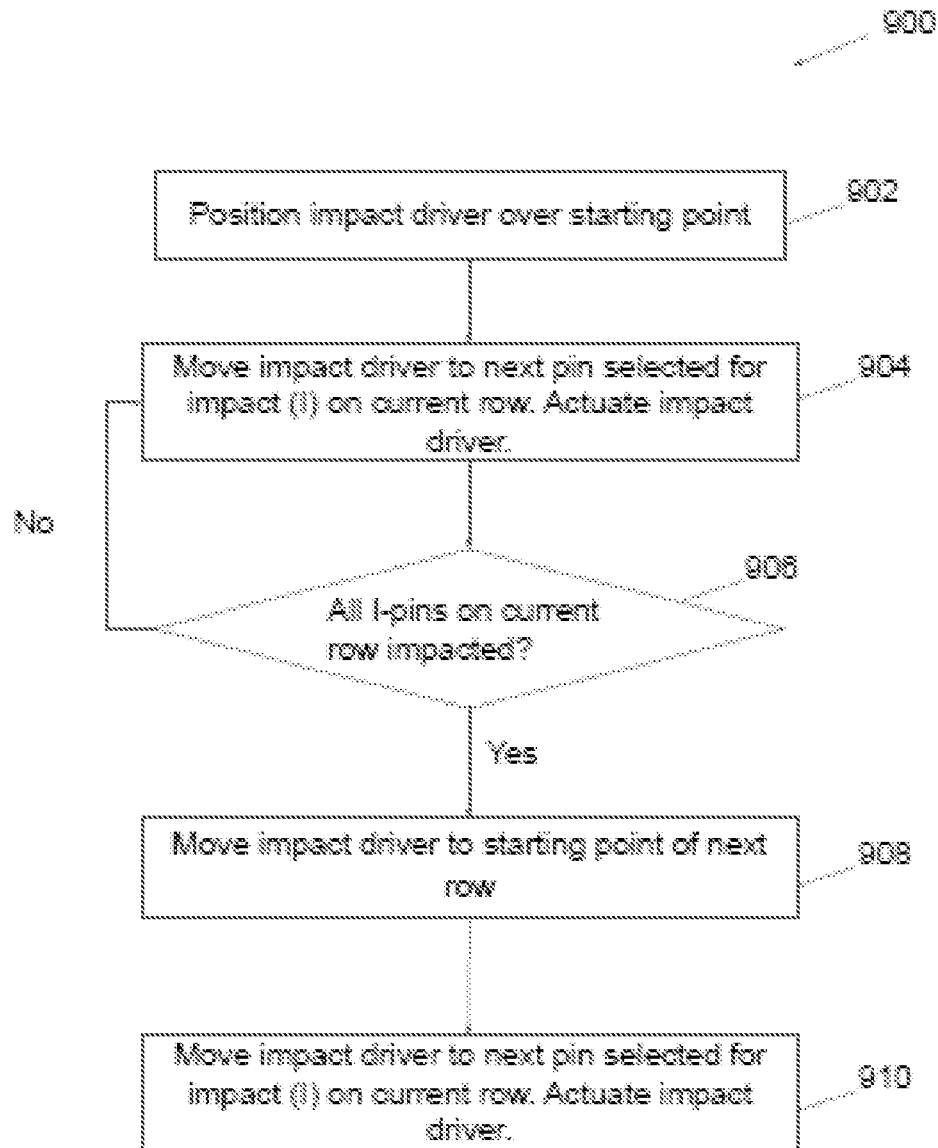 900
Position impact driver over starting point
902
Move impact driver to next pin selected for
impact (I) on current row. Actuate impact
driver.
904
No
All I-pins on current
row impacted?
906
Yes
Move impact driver to starting point of next
row
908
Move impact driver to next pin selected for
impact (I) on current row. Actuate impact
driver.
910